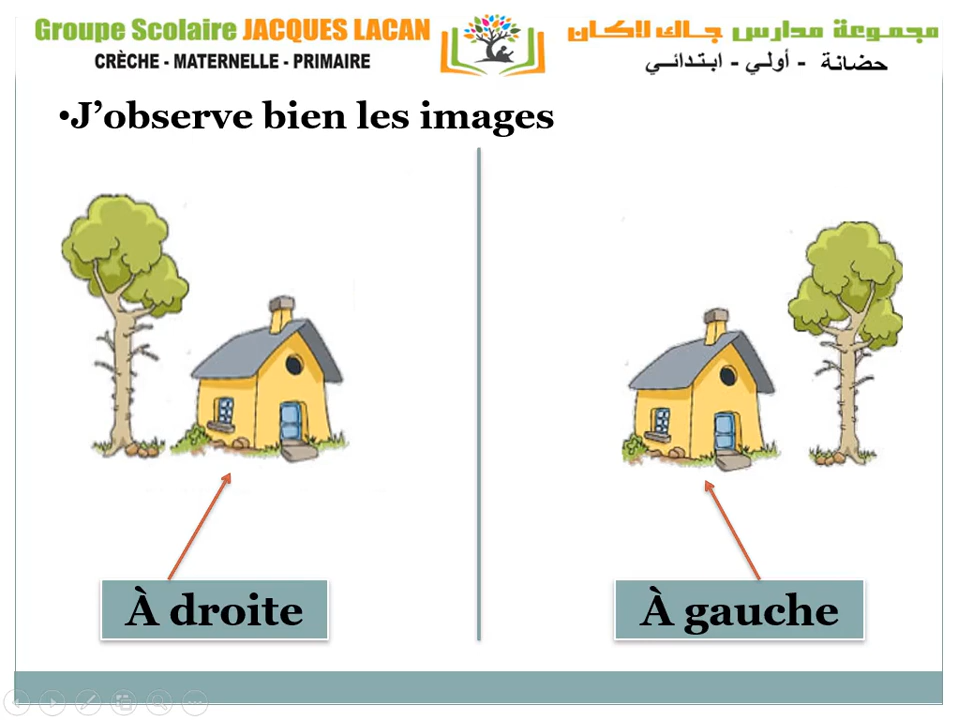 Groupe Scolaire JACQUES LACAN
CRÈCHE - MATERNELLE - PRIMAIRE
مجموعة مدارس جاك لاكان
حضانة - أولي - ابتدائي
•J’observe bien les images
À droite
À gauche